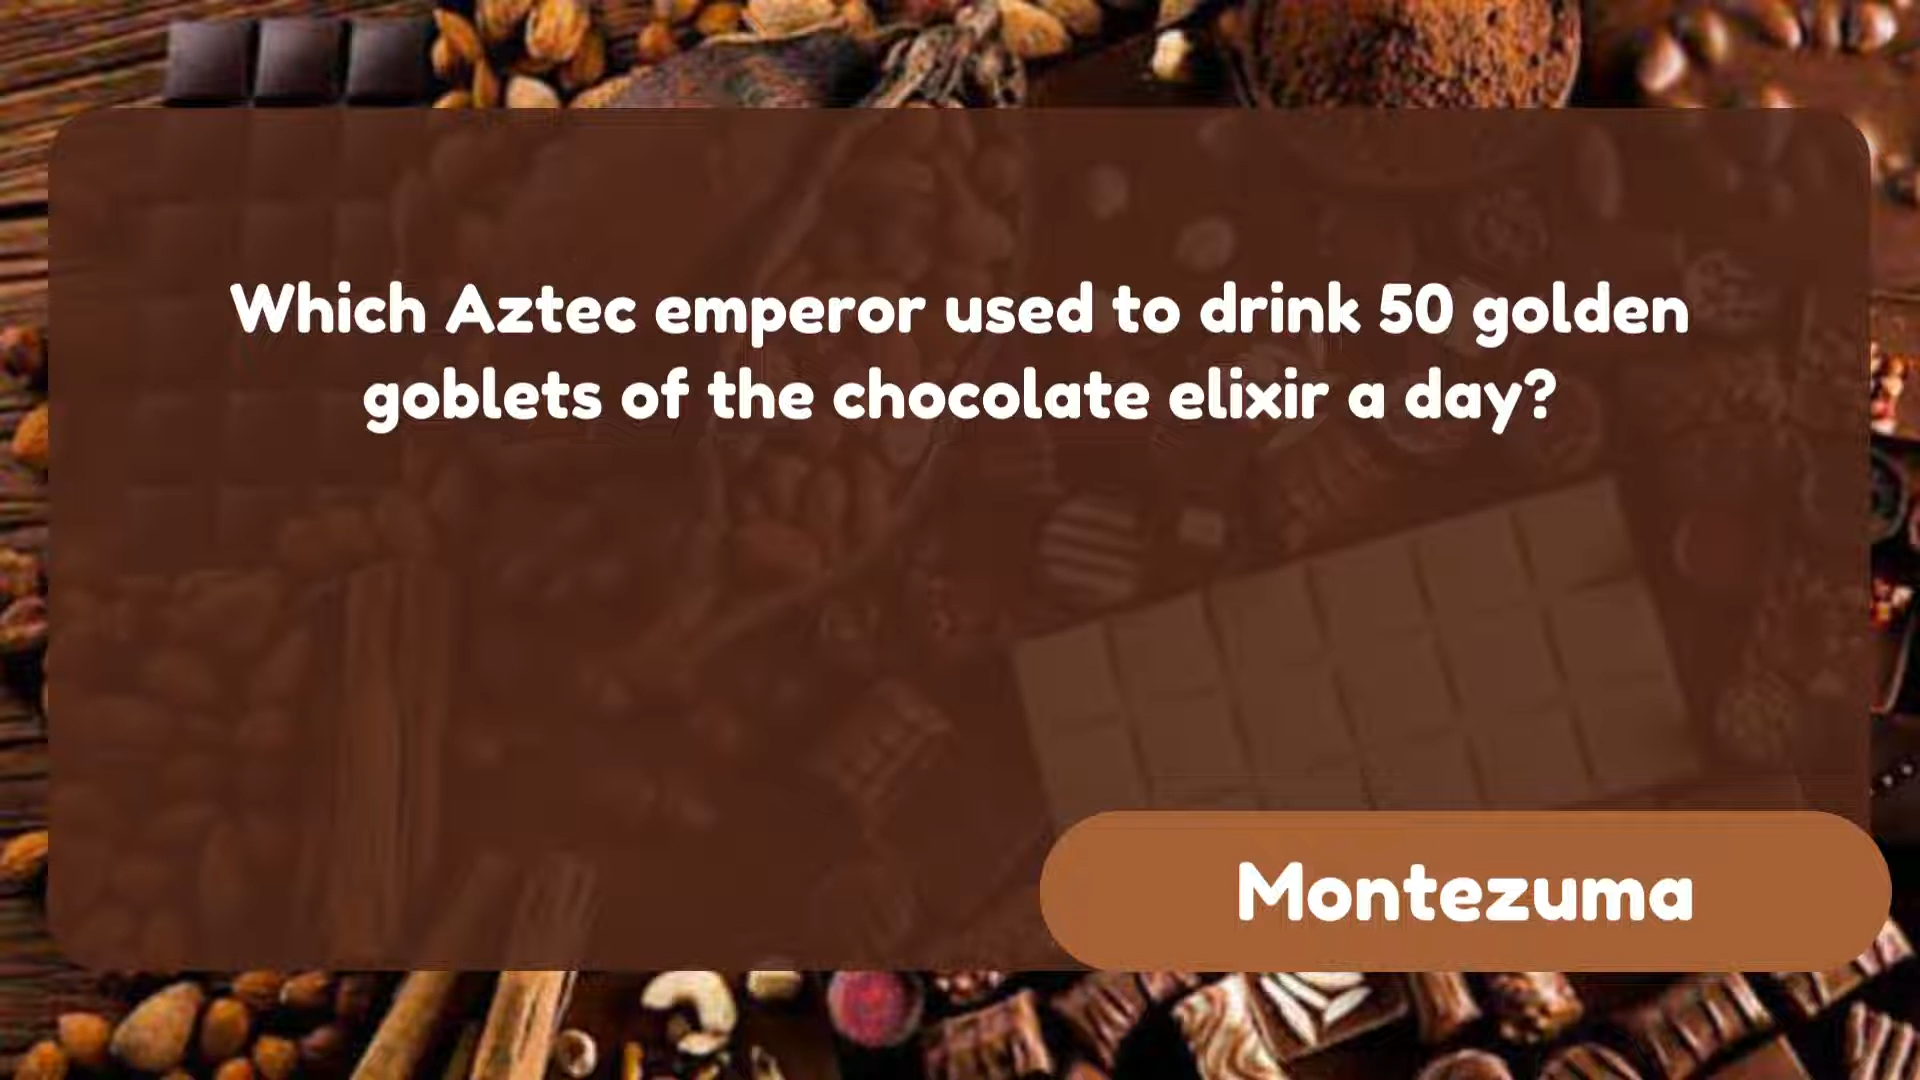 Which Aztec emperor used to drink 50 golden
goblets of the chocolate elixir a day?
Montezuma